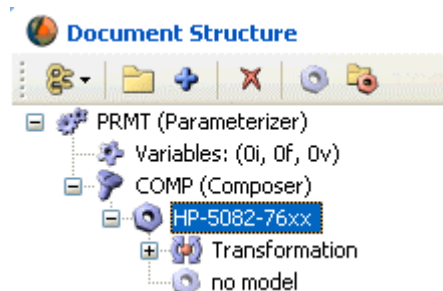 Document Structure
PRMT (Parameterizer)
Variables: (0i, 0f, 0v)
COMP (Composer)
HP-5082-76xx
Transformation
no model